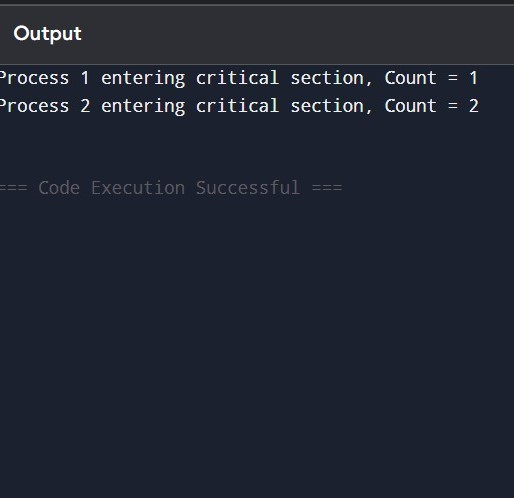 Output
Process 1 entering critical section, Count = 1
Process 2 entering critical section, Count = 2
=== Code Execution Successful ===